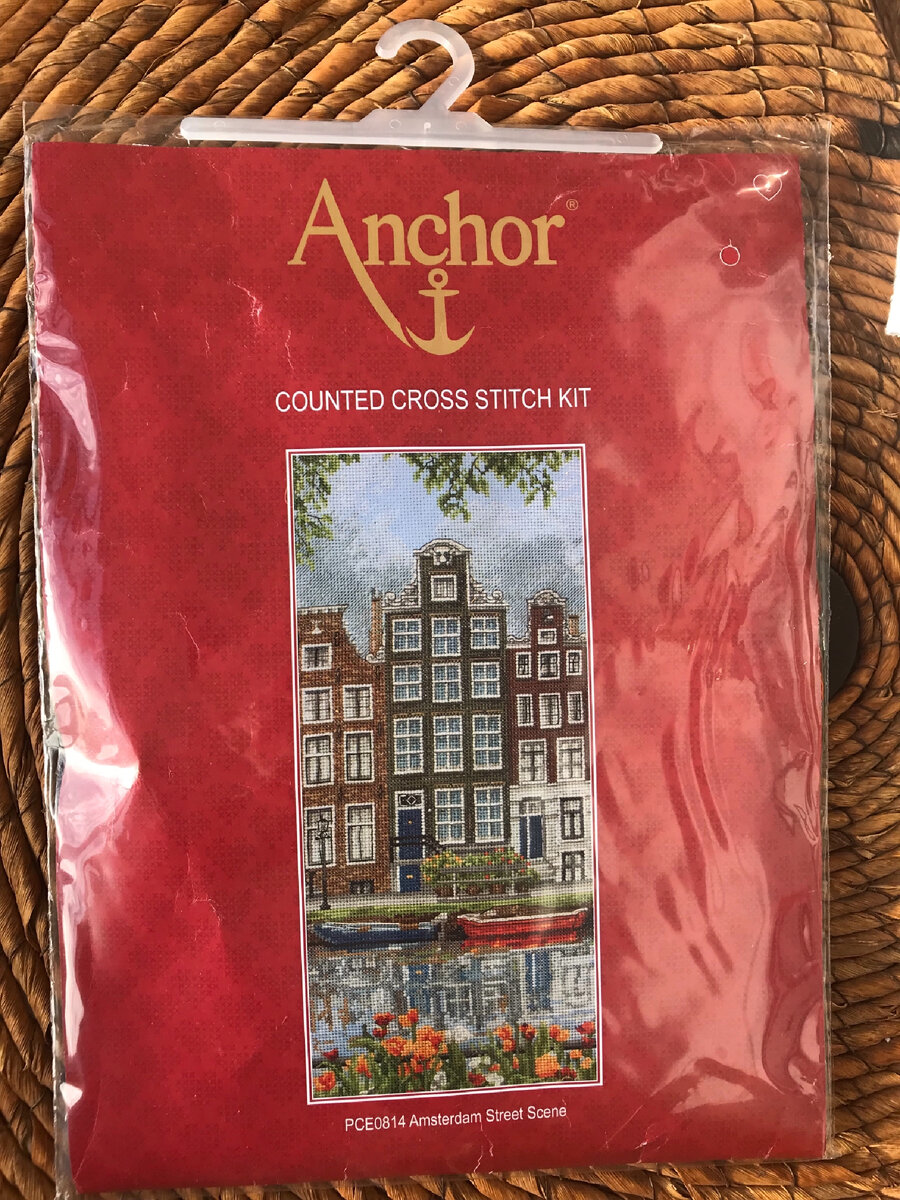 Anchor®
COUNTED CROSS STITCH KIT
PCE0814 Amsterdam Street Scene